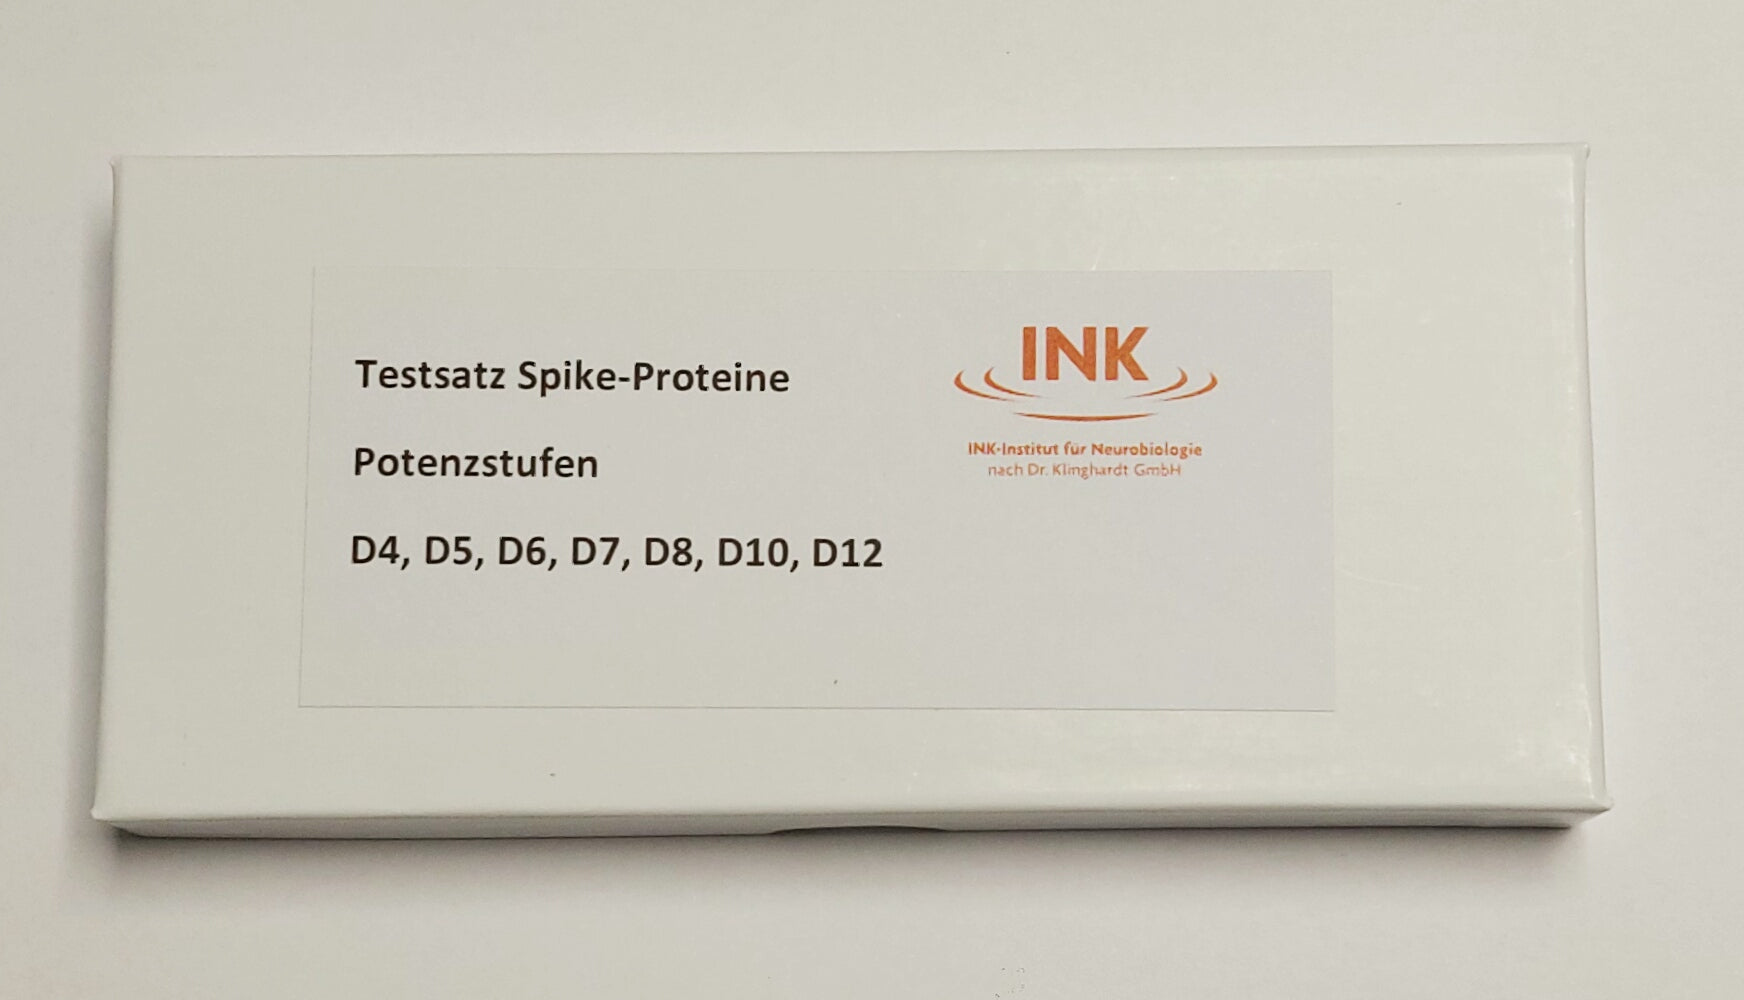 Testsatz Spike-Proteine
Potenzstufen
D4, D5, D6, D7, D8, D10, D12
INK
INK-Institut für Neurobiologie
nach Dr. Klinghardt GmbH